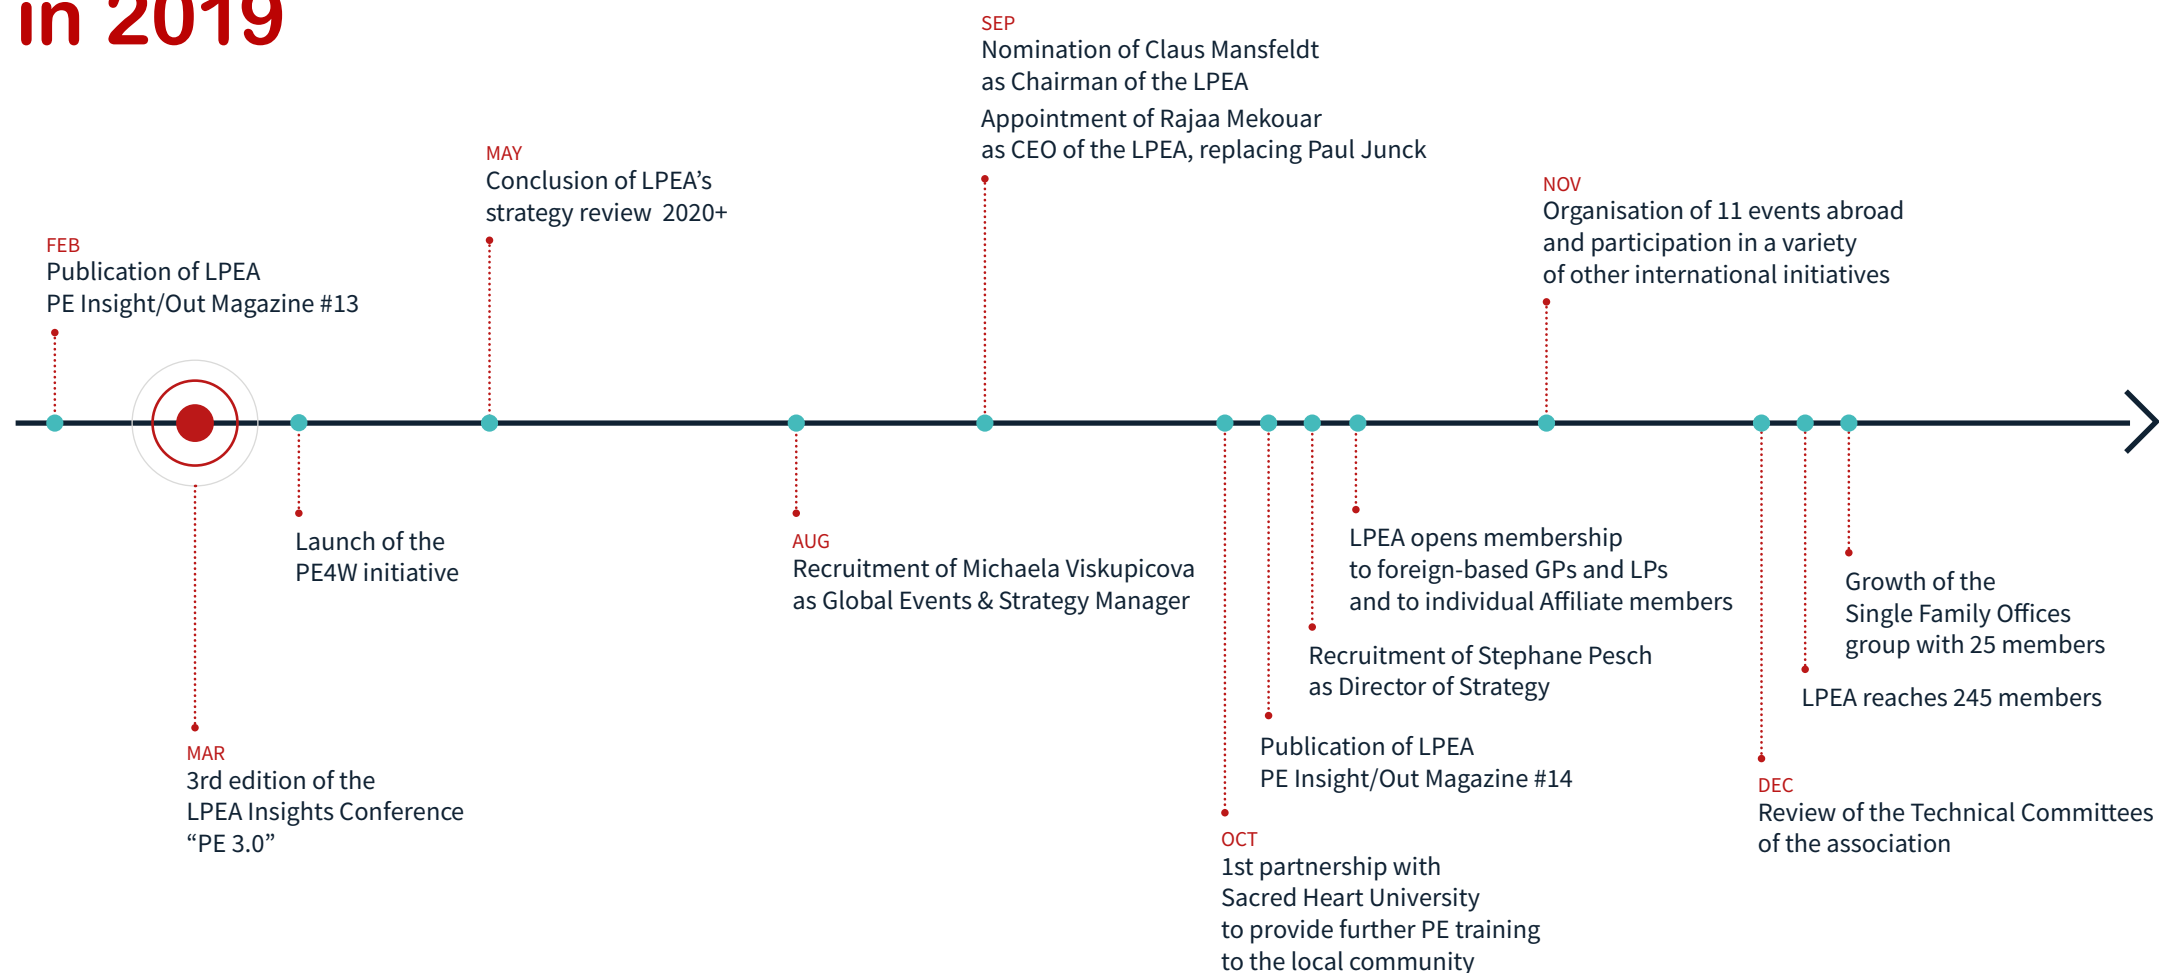 in 2019
FEB
Publication of LPEA
PE Insight/Out Magazine #13
MAR
3rd edition of the
LPEA Insights Conference
“PE 3.0”
Launch of the
PE4W initiative
MAY
Conclusion of LPEA’s
strategy review  2020+
AUG
Recruitment of Michaela Viskupicova
as Global Events & Strategy Manager
SEP
Nomination of Claus Mansfeldt
as Chairman of the LPEA
Appointment of Rajaa Mekouar
as CEO of the LPEA, replacing Paul Junck
OCT
1st partnership with
Sacred Heart University
to provide further PE training
to the local community
Publication of LPEA
PE Insight/Out Magazine #14
Recruitment of Stephane Pesch
as Director of Strategy
LPEA opens membership
to foreign-based GPs and LPs
and to individual Affiliate members
NOV
Organisation of 11 events abroad
and participation in a variety
of other international initiatives
DEC
Review of the Technical Committees
of the association
LPEA reaches 245 members
Growth of the
Single Family Offices
group with 25 members